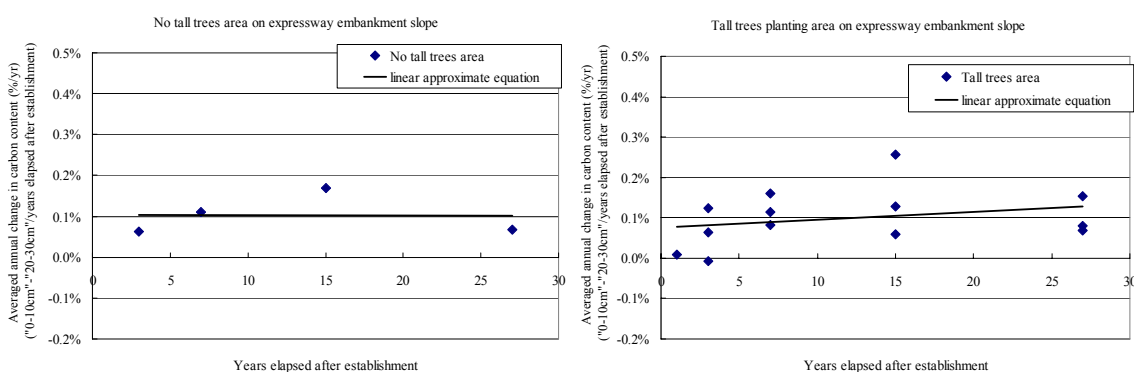 No tall trees area on expressway embankment slope
Averaged annual change in carbon content (%/yr)
("0-10cm"-"20-30cm"/years elapsed after establishment)
0.5%
0.4%
0.3%
0.2%
0.1%
0.0%
-0.1%
-0.2%
0 5 10 15 20 25 30
No tall trees area
linear approximate equation
Years elapsed after establishment
Tall trees planting area on expressway embankment slope
Averaged annual change in carbon content (%/yr)
("0-10cm"-"20-30cm"/years elapsed after establishment)
0.5%
0.4%
0.3%
0.2%
0.1%
0.0%
-0.1%
-0.2%
0 5 10 15 20 25 30
Tall trees area
linear approximate equation
Years elapsed after establishment